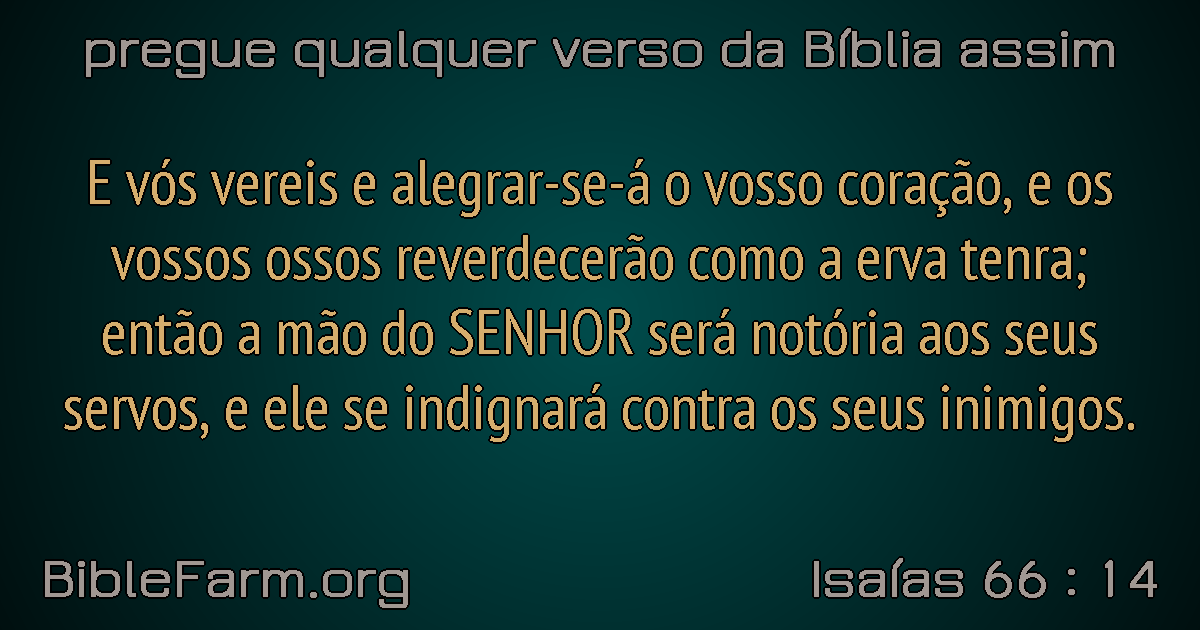 pregue qualquer verso da Bíblia assim
E vós vereis e alegrar-se-á o vosso coração, e os
vossos ossos reverdecerão como a erva tenra;
então a mão do SENHOR será notória aos seus
servos, e ele se indignará contra os seus inimigos.
BibleFarm.org
Isaías 66 : 14